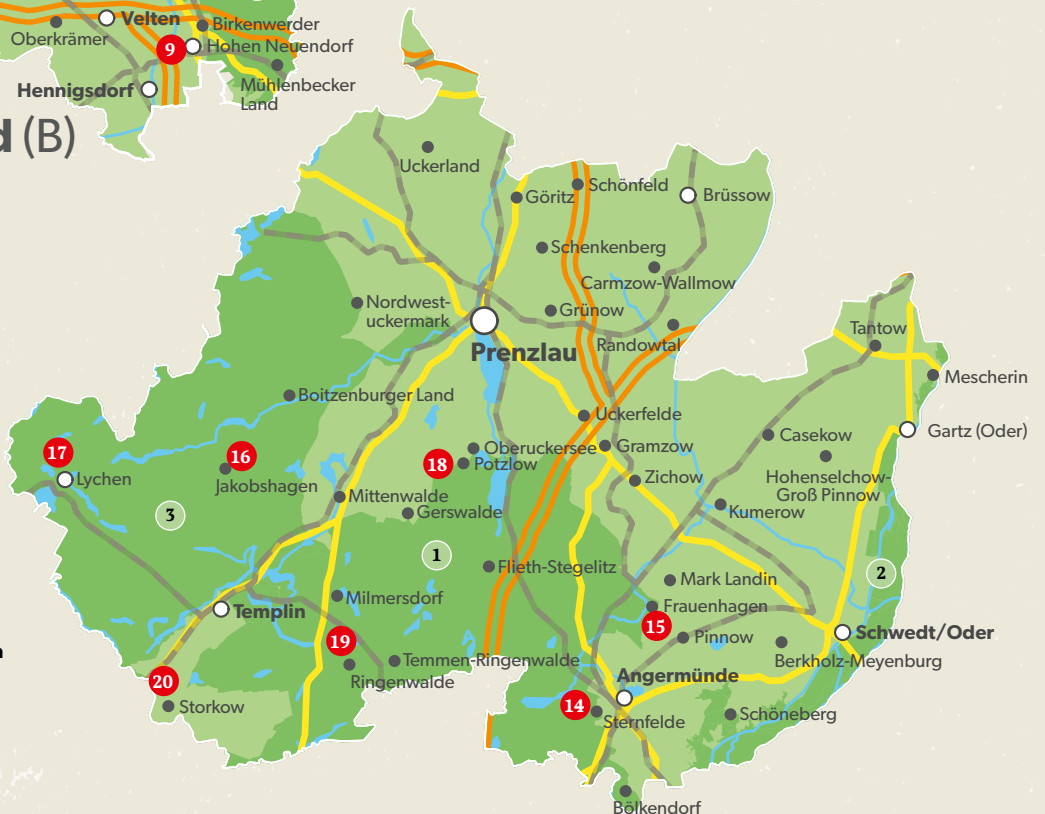 Velten
Birkenwerder
Oberkrämer
9
Hohen Neuendorf
Hennigsdorf
Mühlenbecker
Land
d (B)
Uckerland
Göritz
Schönfeld
Brüssow
Schenkenberg
Carmzow-Wallmow
Nordwest-
uckermark
Grünow
Prenzlau
Randowtal
Tantow
Mescherin
Boitzenburger Land
Uckerfelde
Gartz (Oder)
Casekow
17
16
18
Oberuckersee
Potzlow
Gramzow
Lychen
Jakobshagen
Zichow
Hohenselchow-
Groß Pinnow
Mittenwalde
Gerswalde
Kumerow
3
1
2
Flieth-Stegelitz
Mark Landin
Milmersdorf
Frauenhagen
Templin
15
Pinnow
Schwedt/Oder
19
Temmen-Ringenwalde
Berkholz-Meyenburg
Ringenwalde
20
Angermünde
Storkow
14
Sternfelde
Schöneberg
Bölkendorf